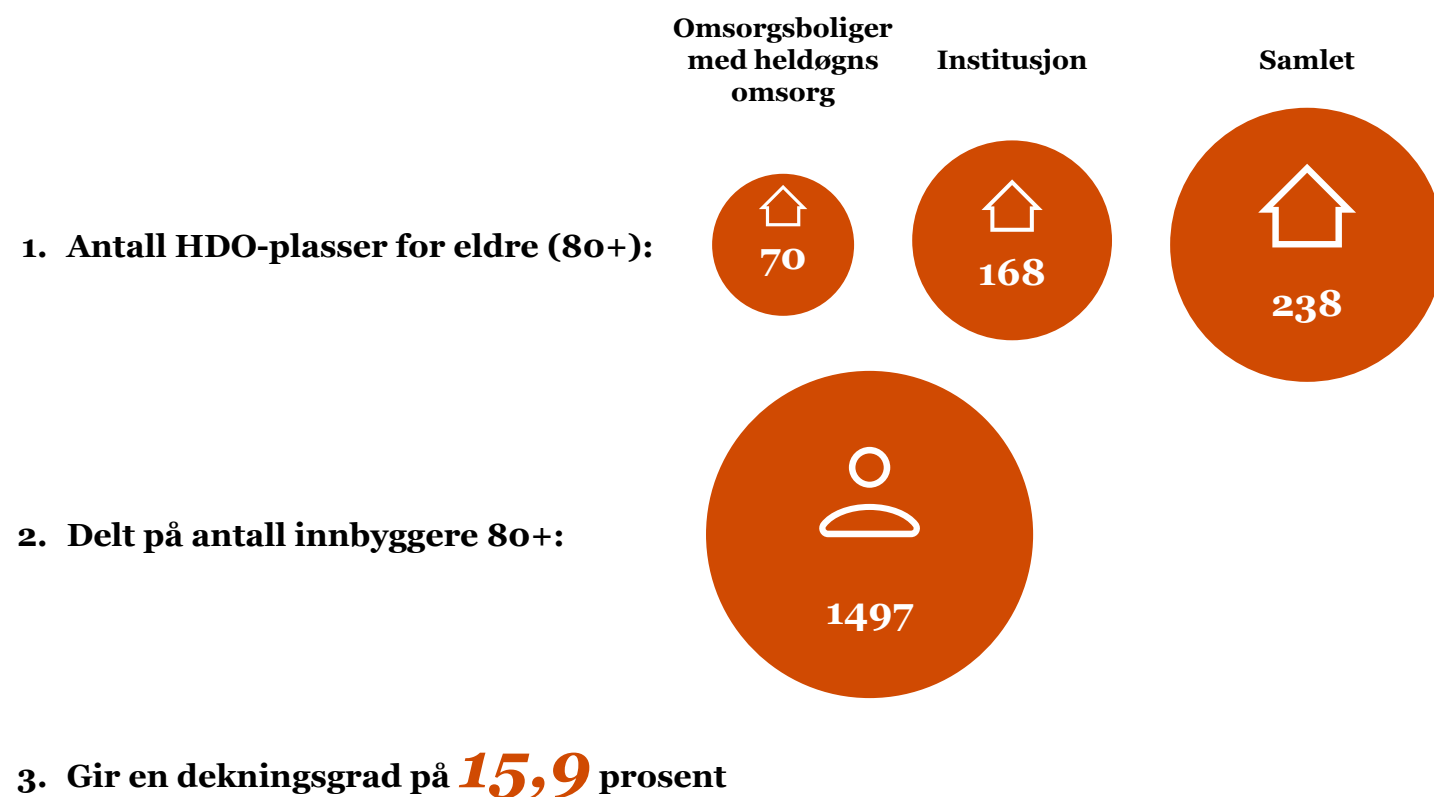 Omsorgsboliger
med heldøgns
omsorg
Institusjon
Samlet
1. Antall HDO-plasser for eldre (80+):
70
168
238
2. Delt på antall innbyggere 80+:
1497
3. Gir en dekningsgrad på 15,9 prosent